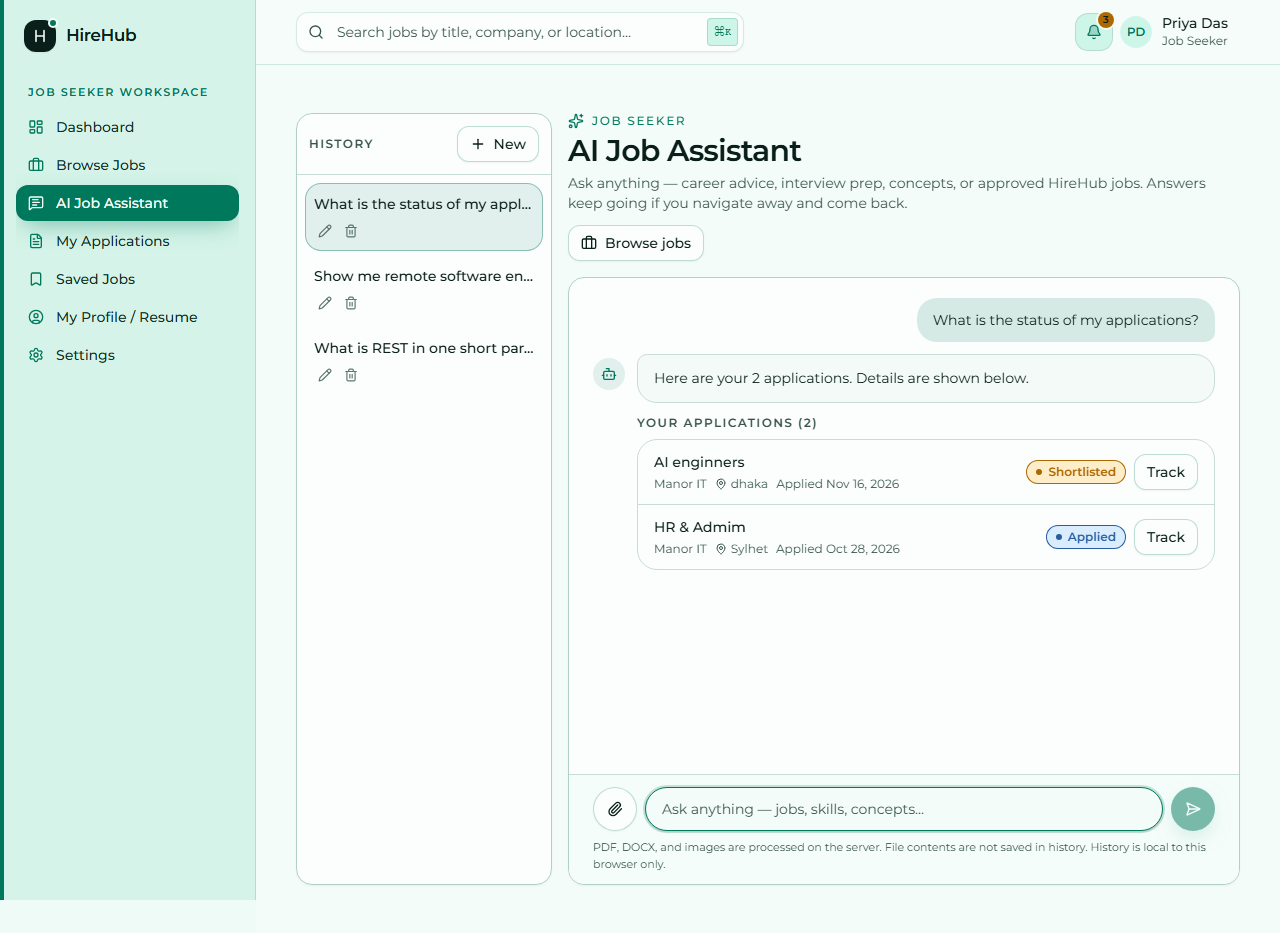 H HireHub
JOB SEEKER WORKSPACE
Dashboard
Browse Jobs
AI Job Assistant
My Applications
Saved Jobs
My Profile / Resume
Settings
Search jobs by title, company, or location...
⌘K
3
PD
Priya Das
Job Seeker
HISTORY
New
What is the status of my appl...
Show me remote software en...
What is REST in one short par...
JOB SEEKER
AI Job Assistant
Ask anything — career advice, interview prep, concepts, or approved HireHub jobs. Answers
keep going if you navigate away and come back.
Browse jobs
What is the status of my applications?
Here are your 2 applications. Details are shown below.
YOUR APPLICATIONS (2)
AI enginners
Manor IT dhaka Applied Nov 16, 2026
Shortlisted
Track
HR & Admim
Manor IT Sylhet Applied Oct 28, 2026
Applied
Track
Ask anything — jobs, skills, concepts...
PDF, DOCX, and images are processed on the server. File contents are not saved in history. History is local to this
browser only.